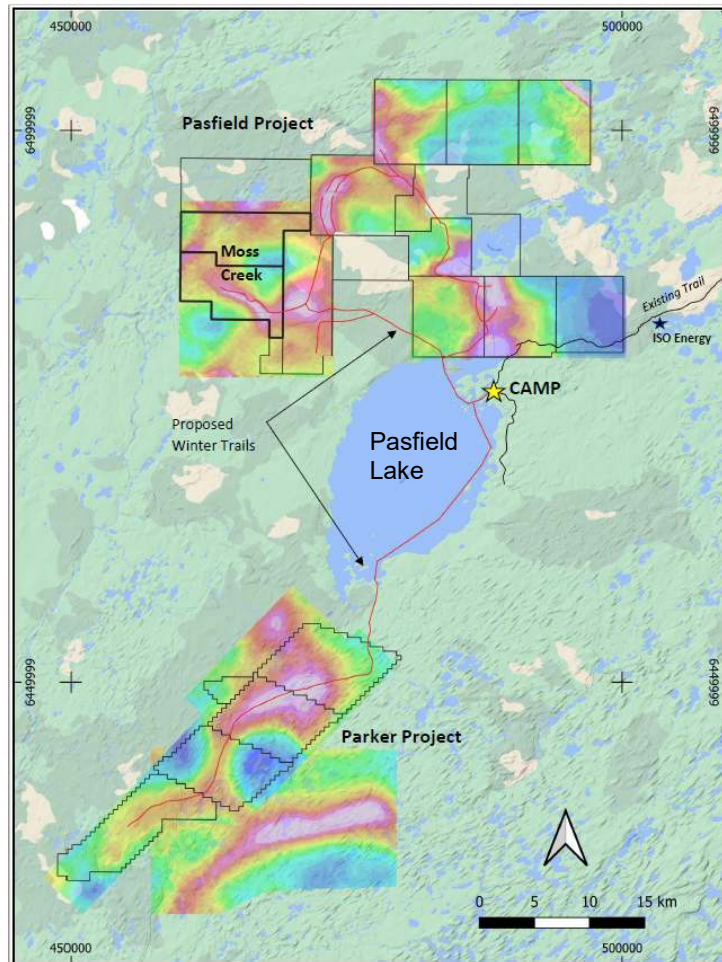 450000
500000
6499999
6499999
Pasfield Project
Moss
Creek
Existing Trail
ISO Energy
CAMP
Proposed
Winter Trails
Pasfield
Lake
6449999
6449999
Parker Project
0 5 10 15 km
450000
500000